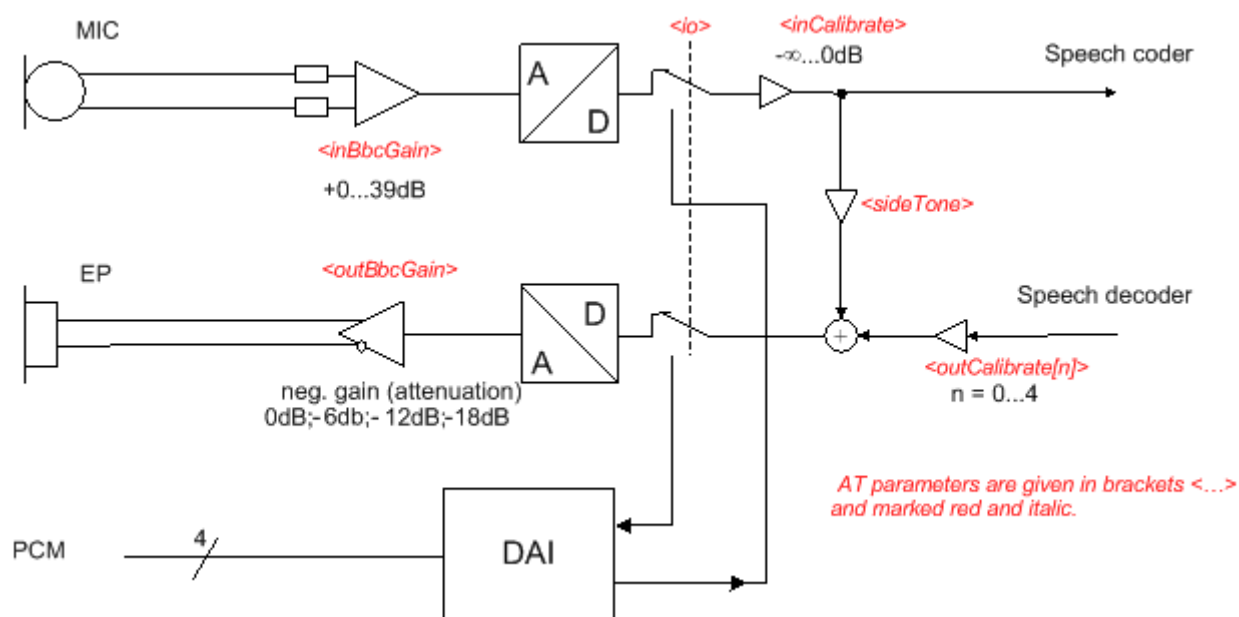 MIC
<io>
<inCalibrate>
-∞...0dB
Speech coder
A
D
<inBbcGain>
+0...39dB
<sideTone>
EP
<outBbcGain>
D
A
Speech decoder
+
<outCalibrate[n]>
n = 0...4
neg. gain (attenuation)
0dB;-6db;- 12dB;-18dB
AT parameters are given in brackets <...>
and marked red and italic.
PCM
4
DAI